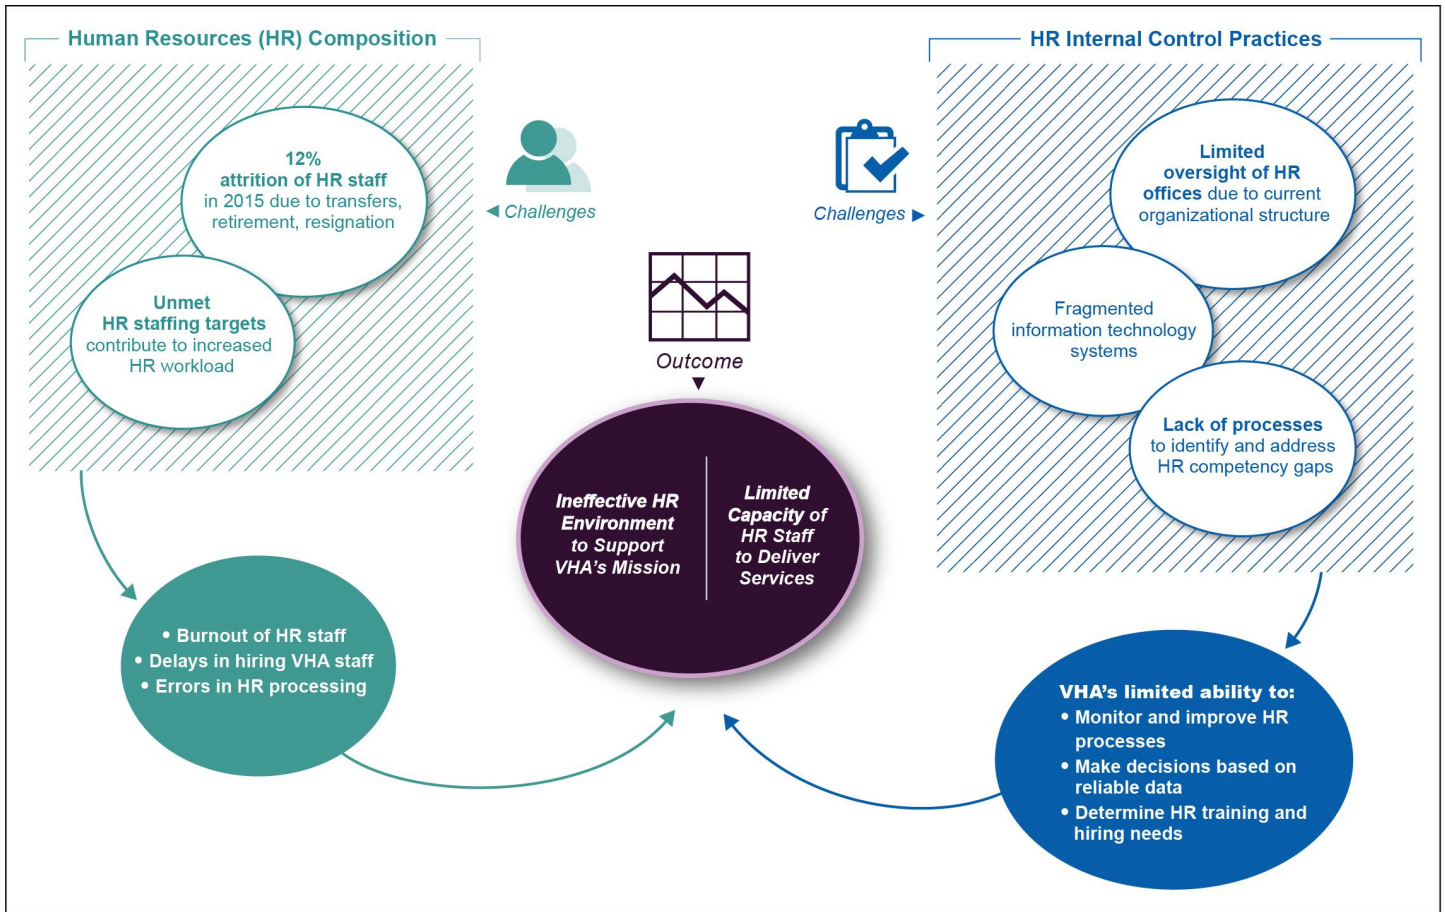 Human Resources (HR) Composition
12%
attrition of HR staff
in 2015 due to transfers,
retirement, resignation
Unmet
HR staffing targets
contribute to increased
HR workload
◄ Challenges
• Burnout of HR staff
• Delays in hiring VHA staff
• Errors in HR processing
HR Internal Control Practices
Challenges ►
Limited
oversight of HR
offices due to current
organizational structure
Fragmented
information technology
systems
Lack of processes
to identify and address
HR competency gaps
VHA's limited ability to:
• Monitor and improve HR
processes
• Make decisions based on
reliable data
• Determine HR training and
hiring needs
Outcome
▼
Ineffective HR
Environment
to Support
VHA's Mission
Limited
Capacity of
HR Staff
to Deliver
Services